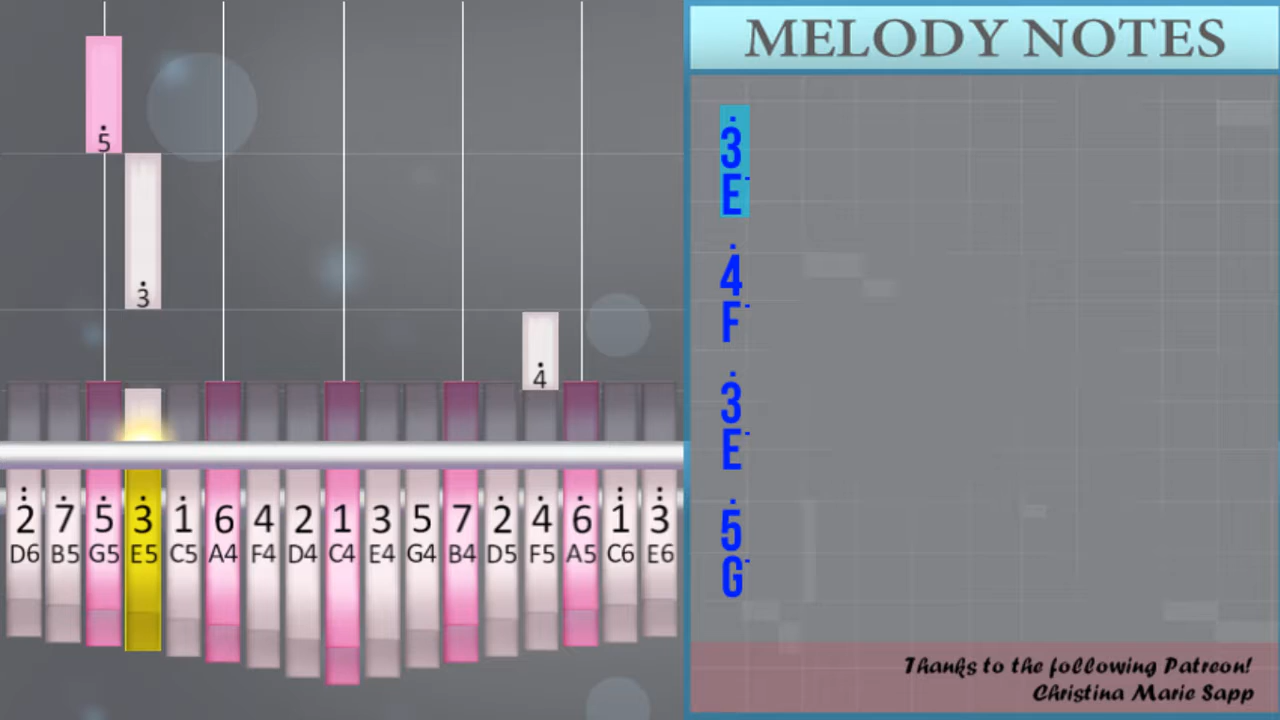 MELODY NOTES
5̇
3̇
4̇
3̇
E˙
4̇
F˙
3̇
E˙
5̇
G˙
2̈ 7̇ 5̇ 3̇ 1̇ 6 4 2 1 3 5 7 2̇ 4̇ 6̇ 1̈ 3̈
D6 B5 G5 E5 C5 A4 F4 D4 C4 E4 G4 B4 D5 F5 A5 C6 E6
Thanks to the following Patreon!
Christina Marie Sapp